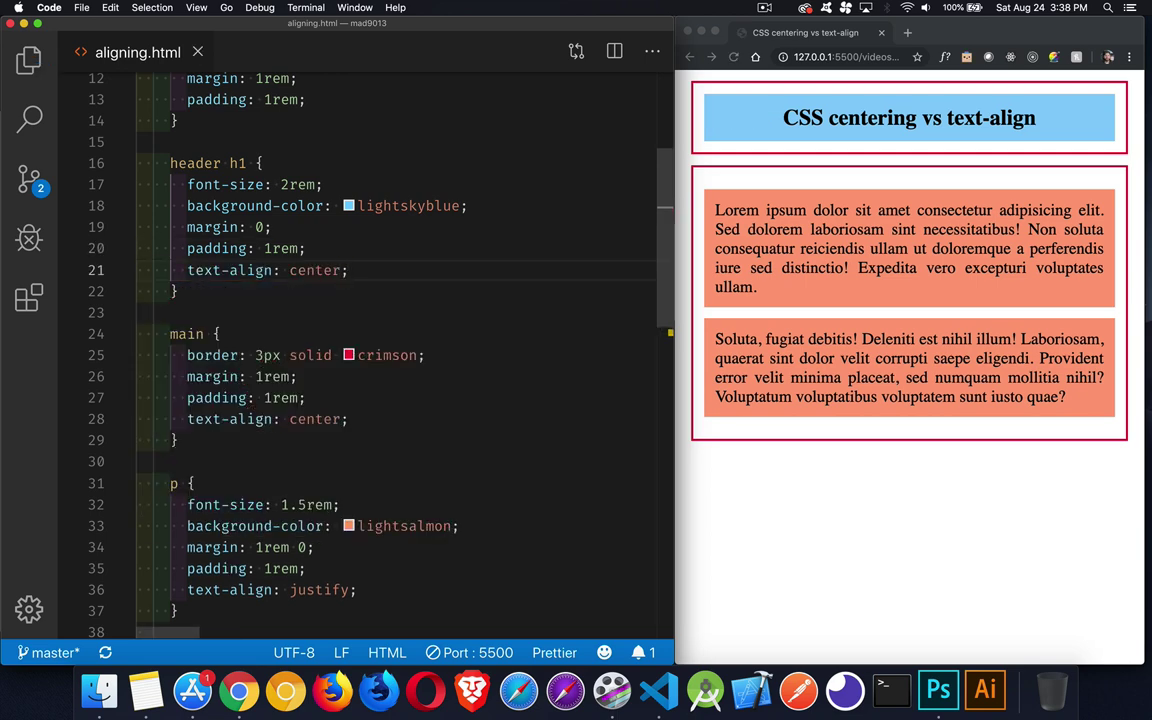 Code File Edit Selection View Go Debug Terminal Window Help 100% Sat Aug 24 3:38 PM
aligning.html — mad9013
aligning.html
12 margin: 1rem;
13 padding: 1rem;
14 }
15
16 header h1 {
17 font-size: 2rem;
18 background-color: lightskyblue;
19 margin: 0;
20 padding: 1rem;
21 text-align: center;
22 }
23
24 main {
25 border: 3px solid crimson;
26 margin: 1rem;
27 padding: 1rem;
28 text-align: center;
29 }
30
31 p {
32 font-size: 1.5rem;
33 background-color: lightsalmon;
34 margin: 1rem 0;
35 padding: 1rem;
36 text-align: justify;
37 }
38
2
master* UTF-8 LF HTML Port : 5500 Prettier 1
CSS centering vs text-align
127.0.0.1:5500/videos...
f?
CSS centering vs text-align
Lorem ipsum dolor sit amet consectetur adipisicing elit.
Sed dolorem laboriosam sint necessitatibus! Non soluta
consequatur reiciendis ullam ut doloremque a perferendis
iure sed distinctio! Expedita vero excepturi voluptates
ullam.
Soluta, fugiat debitis! Deleniti est nihil illum! Laboriosam,
quaerat sint dolor velit corrupti saepe eligendi. Provident
error velit minima placeat, sed numquam mollitia nihil?
Voluptatum voluptatibus voluptatem sunt iusto quae?
1
>_
Ps
Ai